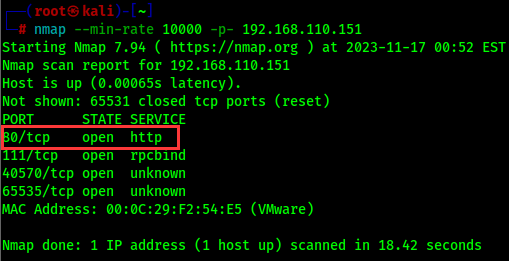 (root㉿kali)-[~]
# nmap --min-rate 10000 -p- 192.168.110.151
Starting Nmap 7.94 ( https://nmap.org ) at 2023-11-17 00:52 EST
Nmap scan report for 192.168.110.151
Host is up (0.00065s latency).
Not shown: 65531 closed tcp ports (reset)
PORT      STATE SERVICE
80/tcp    open  http
111/tcp   open  rpcbind
40570/tcp open  unknown
65535/tcp open  unknown
MAC Address: 00:0C:29:F2:54:E5 (VMware)
Nmap done: 1 IP address (1 host up) scanned in 18.42 seconds